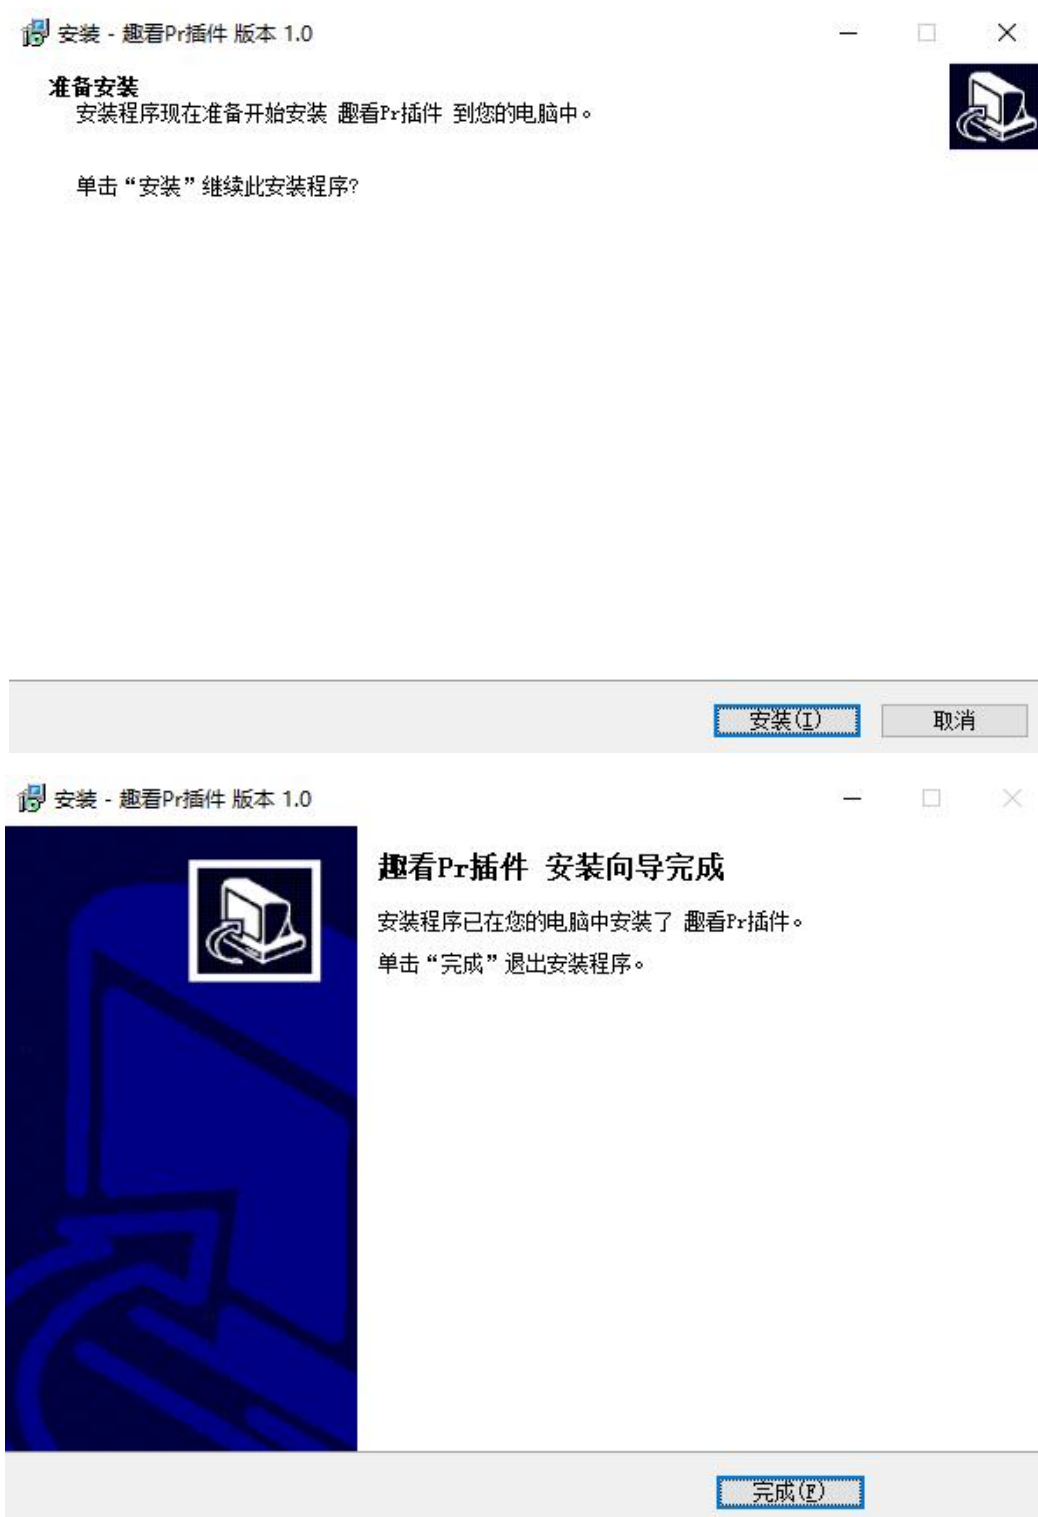 安装 - 趣看Pr插件 版本 1.0
准备安装
安装程序现在准备开始安装 趣看Pr插件 到您的电脑中。
单击“安装”继续此安装程序?
安装(I)
取消
安装 - 趣看Pr插件 版本 1.0
趣看Pr插件 安装向导完成
安装程序已在您的电脑中安装了 趣看Pr插件。
单击“完成”退出安装程序。
完成(F)